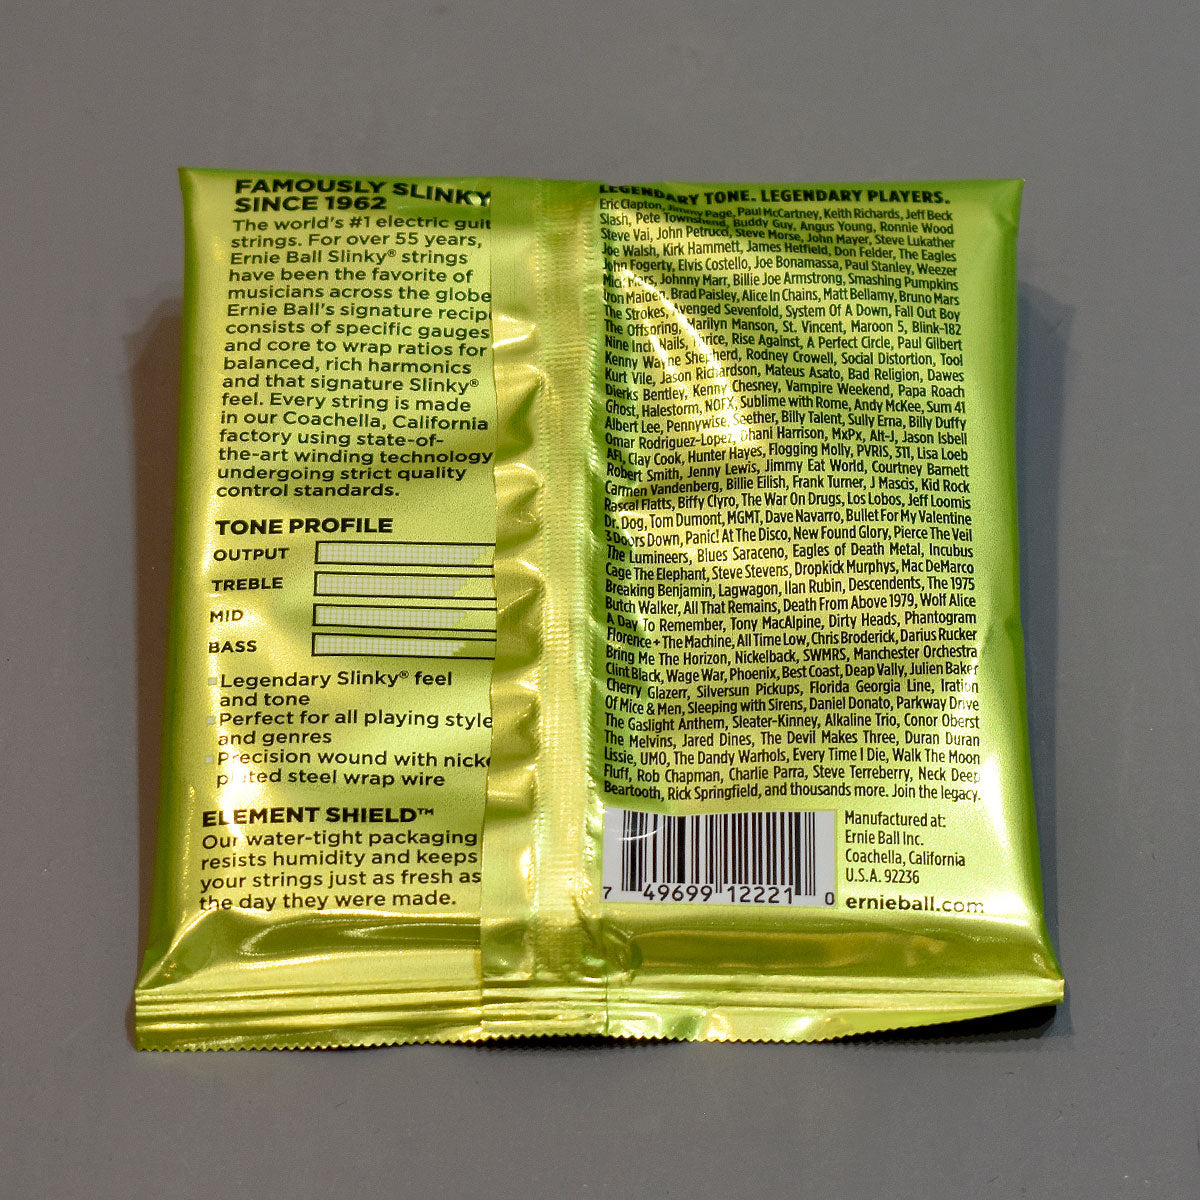 FAMOUSLY SLINKY
SINCE 1962
The world's #1 electric guit
strings. For over 55 years,
Ernie Ball Slinky® strings
have been the favorite of
musicians across the globe
Ernie Ball's signature recip
consists of specific gauges
and core to wrap ratios for
balanced, rich harmonics
and that signature Slinky®
feel. Every string is made
in our Coachella, California
factory using state-of-
the-art winding technology
undergoing strict quality
control standards.
TONE PROFILE
OUTPUT
TREBLE
MID
BASS
Legendary Slinky® feel
and tone
Perfect for all playing style
and genres
Precision wound with nick
plated steel wrap wire
ELEMENT SHIELD™
Our water-tight packaging
resists humidity and keeps
your strings just as fresh as
the day they were made.
LEGENDARY TONE. LEGENDARY PLAYERS.
Eric Clapton, Jimmy Page, Paul McCartney, Keith Richards, Jeff Beck
Slash, Pete Townshend, Buddy Guy, Angus Young, Ronnie Wood
Steve Vai, John Petrucci, Steve Morse, John Mayer, Steve Lukather
Joe Walsh, Kirk Hammett, James Hetfield, Don Felder, The Eagles
John Fogerty, Elvis Costello, Joe Bonamassa, Paul Stanley, Weezer
Mick Mars, Johnny Marr, Billie Joe Armstrong, Smashing Pumpkins
Iron Maiden, Brad Paisley, Alice In Chains, Matt Bellamy, Bruno Mars
The Strokes, Avenged Sevenfold, System Of A Down, Fall Out Boy
The Offspring, Marilyn Manson, St. Vincent, Maroon 5, Blink-182
Nine Inch Nails, Thrice, Rise Against, A Perfect Circle, Paul Gilbert
Kenny Wayne Shepherd, Rodney Crowell, Social Distortion, Tool
Kurt Vile, Jason Richardson, Mateus Asato, Bad Religion, Dawes
Dierks Bentley, Kenny Chesney, Vampire Weekend, Papa Roach
Ghost, Halestorm, NOFX, Sublime with Rome, Andy McKee, Sum 41
Albert Lee, Pennywise, Seether, Billy Talent, Sully Erna, Billy Duffy
Omar Rodriguez-Lopez, Dhani Harrison, MxPx, Alt-J, Jason Isbell
AFI, Clay Cook, Hunter Hayes, Flogging Molly, PVRIS, 311, Lisa Loeb
Robert Smith, Jenny Lewis, Jimmy Eat World, Courtney Barnett
Carmen Vandenberg, Billie Eilish, Frank Turner, J Mascis, Kid Rock
Rascal Flatts, Biffy Clyro, The War On Drugs, Los Lobos, Jeff Loomis
Dr. Dog, Tom Dumont, MGMT, Dave Navarro, Bullet For My Valentine
3 Doors Down, Panic! At The Disco, New Found Glory, Pierce The Veil
The Lumineers, Blues Saraceno, Eagles of Death Metal, Incubus
Cage The Elephant, Steve Stevens, Dropkick Murphys, Mac DeMarco
Breaking Benjamin, Lagwagon, Ilan Rubin, Descendents, The 1975
Butch Walker, All That Remains, Death From Above 1979, Wolf Alice
A Day To Remember, Tony MacAlpine, Dirty Heads, Phantogram
Florence + The Machine, All Time Low, Chris Broderick, Darius Rucker
Bring Me The Horizon, Nickelback, SWMRS, Manchester Orchestra
Clint Black, Wage War, Phoenix, Best Coast, Deap Vally, Julien Baker
Cherry Glazerr, Silversun Pickups, Florida Georgia Line, Iration
Of Mice & Men, Sleeping with Sirens, Daniel Donato, Parkway Drive
The Gaslight Anthem, Sleater-Kinney, Alkaline Trio, Conor Oberst
The Melvins, Jared Dines, The Devil Makes Three, Duran Duran
Lissie, UMO, The Dandy Warhols, Every Time I Die, Walk The Moon
Fluff, Rob Chapman, Charlie Parra, Steve Terreberry, Neck Deep
Beartooth, Rick Springfield, and thousands more. Join the legacy.
7 49699 12221 0
Manufactured at:
Ernie Ball Inc.
Coachella, California
U.S.A. 92236
ernieball.com